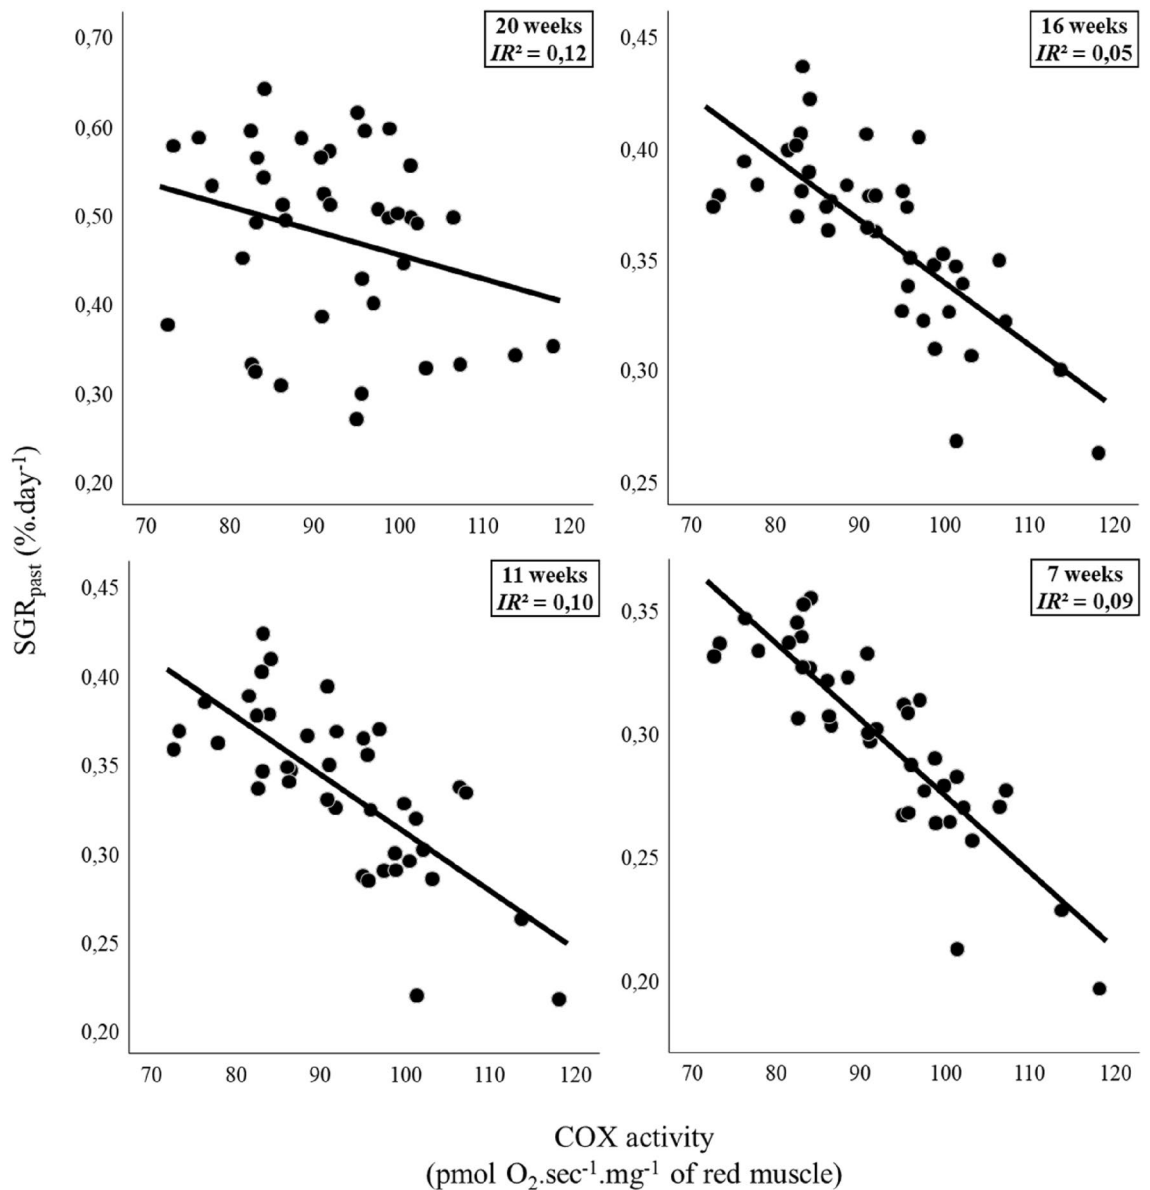 20 weeks
IR² = 0,12
0,70
0,60
0,50
0,40
0,30
0,20
70 80 90 100 110 120
16 weeks
IR² = 0,05
0,45
0,40
0,35
0,30
0,25
70 80 90 100 110 120
SGRpast (%.day⁻¹)
11 weeks
IR² = 0,10
0,45
0,40
0,35
0,30
0,25
0,20
70 80 90 100 110 120
7 weeks
IR² = 0,09
0,35
0,30
0,25
0,20
70 80 90 100 110 120
COX activity
(pmol O₂.sec⁻¹.mg⁻¹ of red muscle)